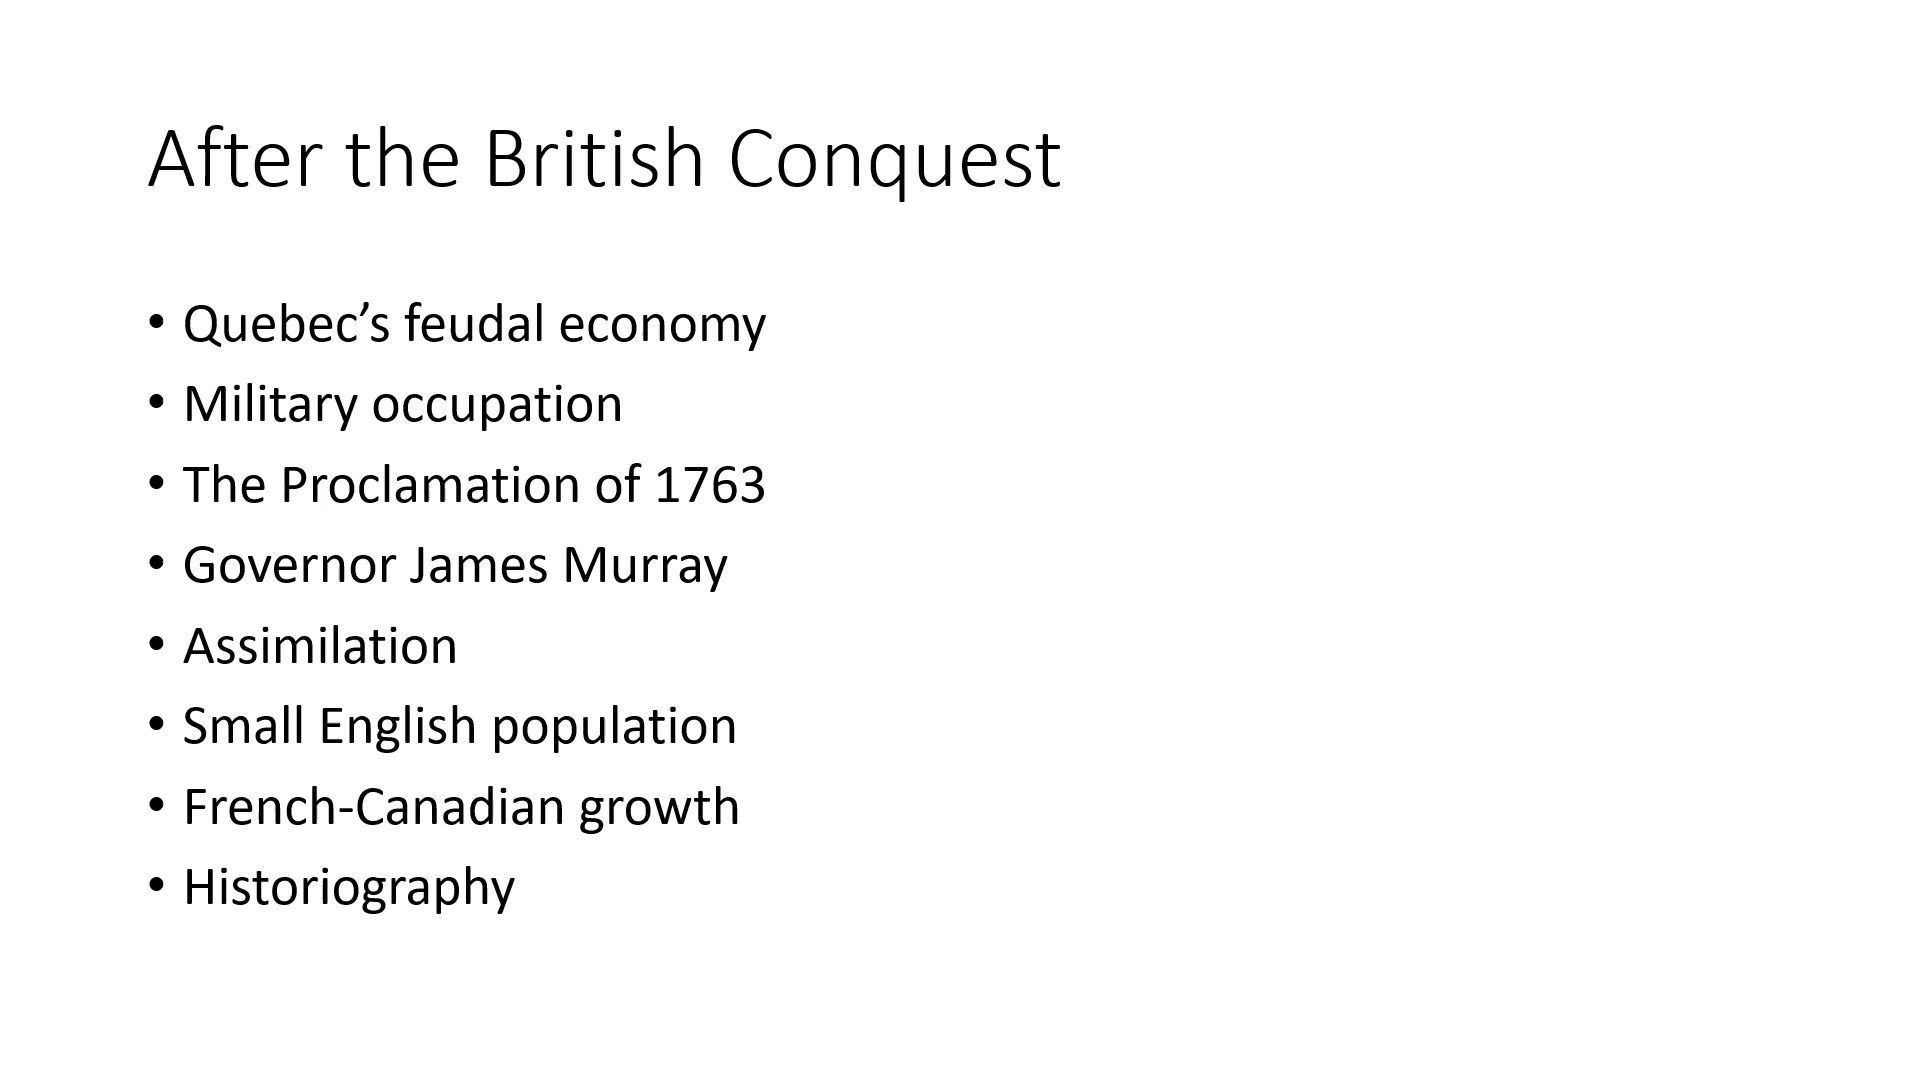 After the British Conquest
• Quebec’s feudal economy
• Military occupation
• The Proclamation of 1763
• Governor James Murray
• Assimilation
• Small English population
• French-Canadian growth
• Historiography